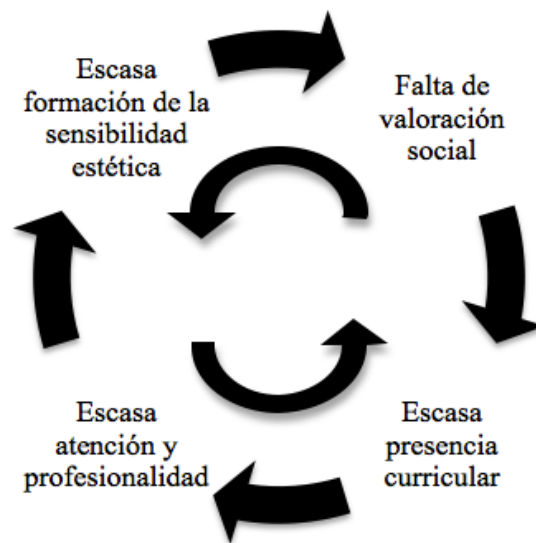 Escasa
formación de la
sensibilidad
estética
Falta de
valoración
social
Escasa
presencia
curricular
Escasa
atención y
profesionalidad